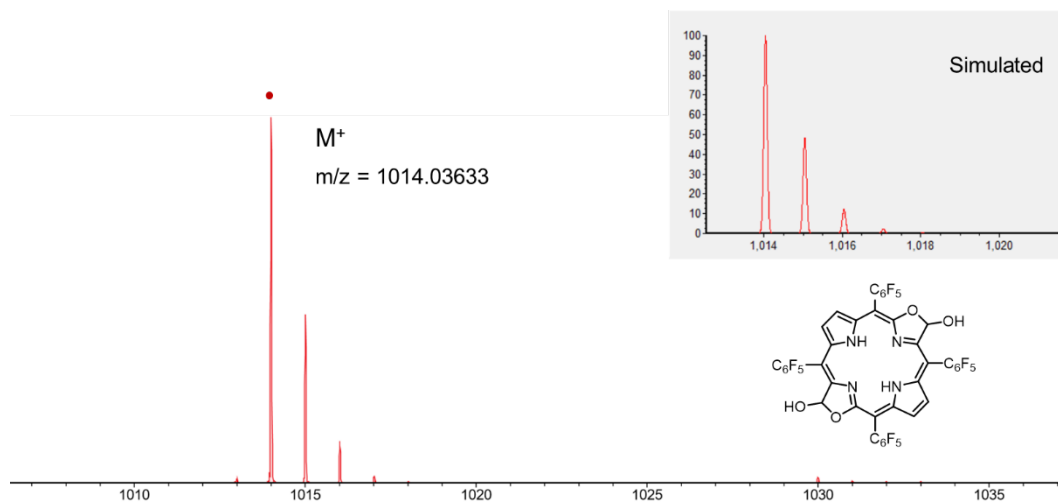 M⁺
m/z = 1014.03633
1010
1015
1020
1025
1030
1035
Simulated
100
90
80
70
60
50
40
30
20
10
0
1,014
1,016
1,018
1,020
C₆F₅
O
OH
NH
N
C₆F₅
C₆F₅
N
HN
HO
O
C₆F₅